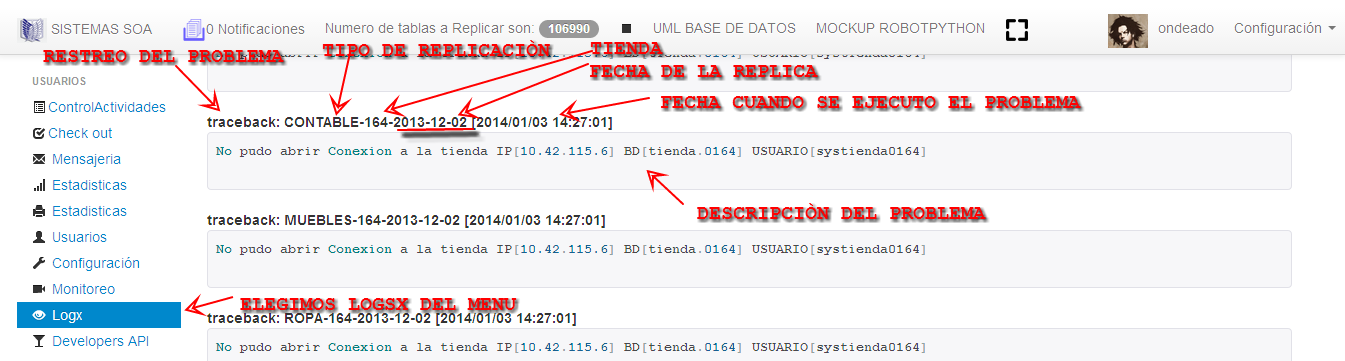 SISTEMAS SOA 0 Notificaciones Numero de tablas a Replicar son: 106990 UML BASE DE DATOS MOCKUP ROBOTPYTHON ondeado Configuración
RESTREO DEL PROBLEMA TIPO DE REPLICACIÒN TIENDA
FECHA DE LA REPLICA
USUARIOS
ControlActividades
FECHA CUANDO SE EJECUTO EL PROBLEMA
traceback: CONTABLE-164-2013-12-02 [2014/01/03 14:27:01]
Check out
No pudo abrir Conexion a la tienda IP[10.42.115.6] BD[tienda.0164] USUARIO[systienda0164]
Mensajeria
Estadisticas
Estadisticas
DESCRIPCIÒN DEL PROBLEMA
traceback: MUEBLES-164-2013-12-02 [2014/01/03 14:27:01]
Usuarios
No pudo abrir Conexion a la tienda IP[10.42.115.6] BD[tienda.0164] USUARIO[systienda0164]
Configuración
Monitoreo
ELEGIMOS LOGSX DEL MENU
Logx
traceback: ROPA-164-2013-12-02 [2014/01/03 14:27:01]
Developers API
No pudo abrir Conexion a la tienda IP[10.42.115.6] BD[tienda.0164] USUARIO[systienda0164]